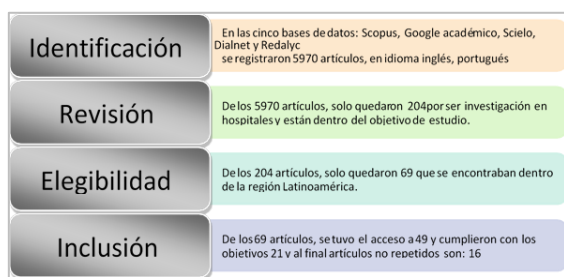 Identificación
En las cinco bases de datos: Scopus, Google académico, Scielo,
Dialnet y Redalyc
se registraron 5970 artículos, en idioma inglés, portugués
Revisión
De los 5970 artículos, solo quedaron 204por ser investigación en
hospitales y están dentro del objetivo de estudio.
Elegibilidad
De los 204 artículos, solo quedaron 69 que se encontraban dentro
de la región Latinoamérica.
Inclusión
De los 69 artículos, se tuvo el acceso a 49 y cumplieron con los
objetivos 21 y al final artículos no repetidos son: 16